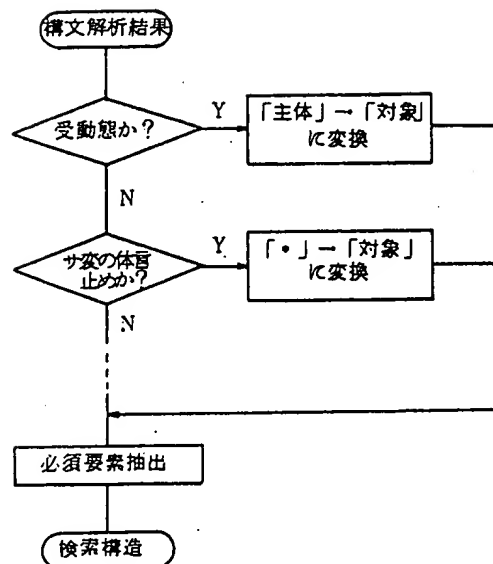 構文解析結果
受動態か？
Y
「主体」→「対象」
に変換
N
サ変の体言
止めか？
Y
「・」→「対象」
に変換
N
必須要素抽出
検索構造